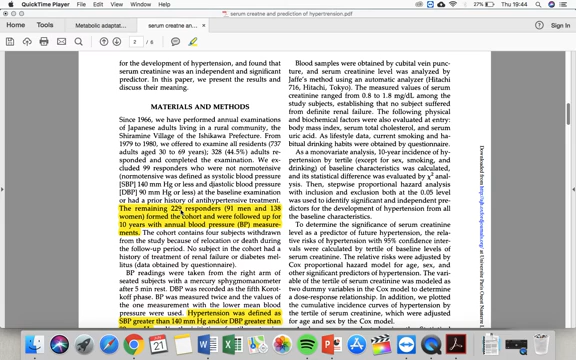 QuickTime Player File Edit View Window Help
27% Thu 19:44
serum creatne and prediction of hypertrension.pdf
Home Tools
Metabolic adaptat...
serum creatne an... ×
Sign In
2 / 6
for the development of hypertension, and found that
serum creatinine was an independent and significant
predictor. In this paper, we present the results and
discuss their meaning.
MATERIALS AND METHODS
Since 1966, we have performed annual examinations
of Japanese adults living in a rural community, the
Shiramine Village of the Ishikawa Prefecture. From
1979 to 1980, we offered to examine all residents (737
adults aged 30 to 69 years); 328 (44.5%) adults re-
sponded and completed the examination. We ex-
cluded 99 responders who were not normotensive
(normotensive was defined as systolic blood pressure
[SBP] 140 mm Hg or less and diastolic blood pressure
[DBP] 90 mm Hg or less) at the baseline examination
or had a prior history of antihypertensive treatment.
The remaining 229 responders (91 men and 138
women) formed the cohort and were followed up for
10 years with annual blood pressure (BP) measure-
ments. The cohort contains four subjects withdrawn
from the study because of relocation or death during
the follow-up period. No subject in the cohort had a
history of treatment of renal failure or diabetes mel-
litus (data obtained by questionnaire).
BP readings were taken from the right arm of
seated subjects with a mercury sphygmomanometer
after 5 min rest. DBP was recorded as the fifth Korot-
koff phase. BP was measured twice and the values of
the one measurement with the lower mean blood
pressure were used. Hypertension was defined as
SBP greater than 140 mm Hg and/or DBP greater than
Blood samples were obtained by cubital vein punc-
ture, and serum creatinine level was analyzed by
Jaffe's method using an automatic analyzer (Hitachi
716, Hitachi, Tokyo). The measured values of serum
creatinine ranged from 0.8 to 1.8 mg/dL among the
study subjects, establishing that no subject suffered
from definite renal failure. The following physical
and biochemical factors were also evaluated at entry:
body mass index, serum total cholesterol, and serum
uric acid. As lifestyle data, current smoking and ha-
bitual drinking habits were obtained by questionnaire.
As a monovariate analysis, 10-year incidence of hy-
pertension by tertile (except for sex, smoking, and
drinking) of baseline characteristics was calculated,
and its statistical difference was evaluated by χ² anal-
ysis. Then, stepwise proportional hazard analysis
with inclusion and exclusion both at the 0.05 level
was used to identify significant and independent pre-
dictors for the development of hypertension from all
the baseline characteristics.
To determine the significance of serum creatinine
level as a predictor of future hypertension, the rela-
tive risks of hypertension with 95% confidence inter-
vals were calculated by tertile of baseline levels of
serum creatinine. The relative risks were adjusted by
Cox proportional hazard model for age, sex, and
other significant predictors of hypertension. The vari-
able of the tertile of serum creatinine was modeled as
two dummy variables in the Cox model to determine
a dose-response relationship. In addition, we plotted
the cumulative incidence curves of hypertension by
the tertile of serum creatinine, which were adjusted
for age and sex by the Cox model.